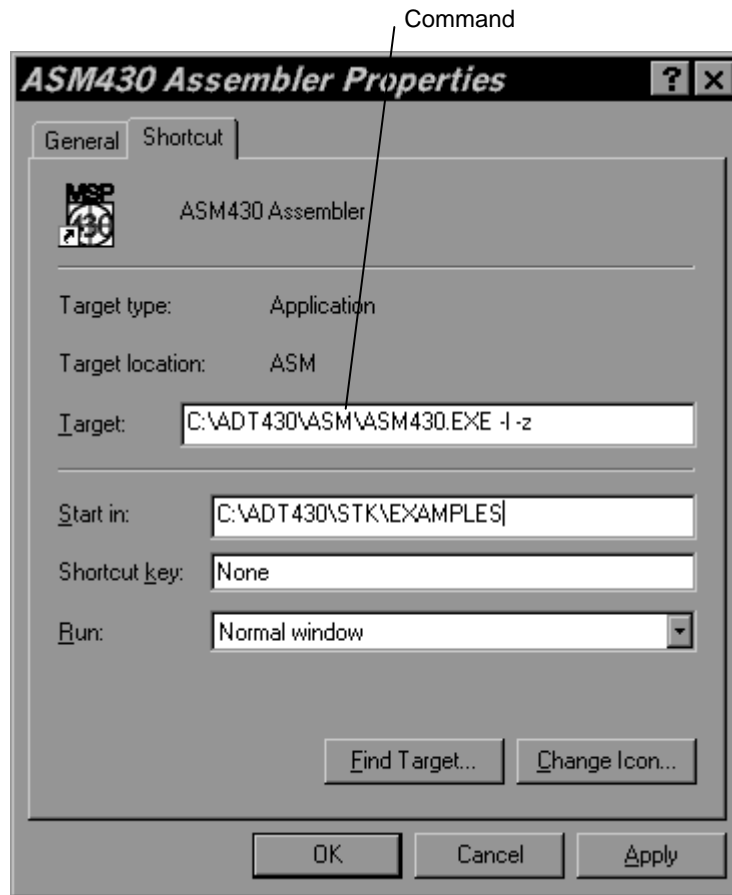 Command
ASM430 Assembler Properties
General Shortcut
MSP
430
ASM430 Assembler
Target type: Application
Target location: ASM
Target: C:\ADT430\ASM\ASM430.EXE -l -z
Start in: C:\ADT430\STK\EXAMPLES
Shortcut key: None
Run: Normal window
Find Target... Change Icon...
OK Cancel Apply